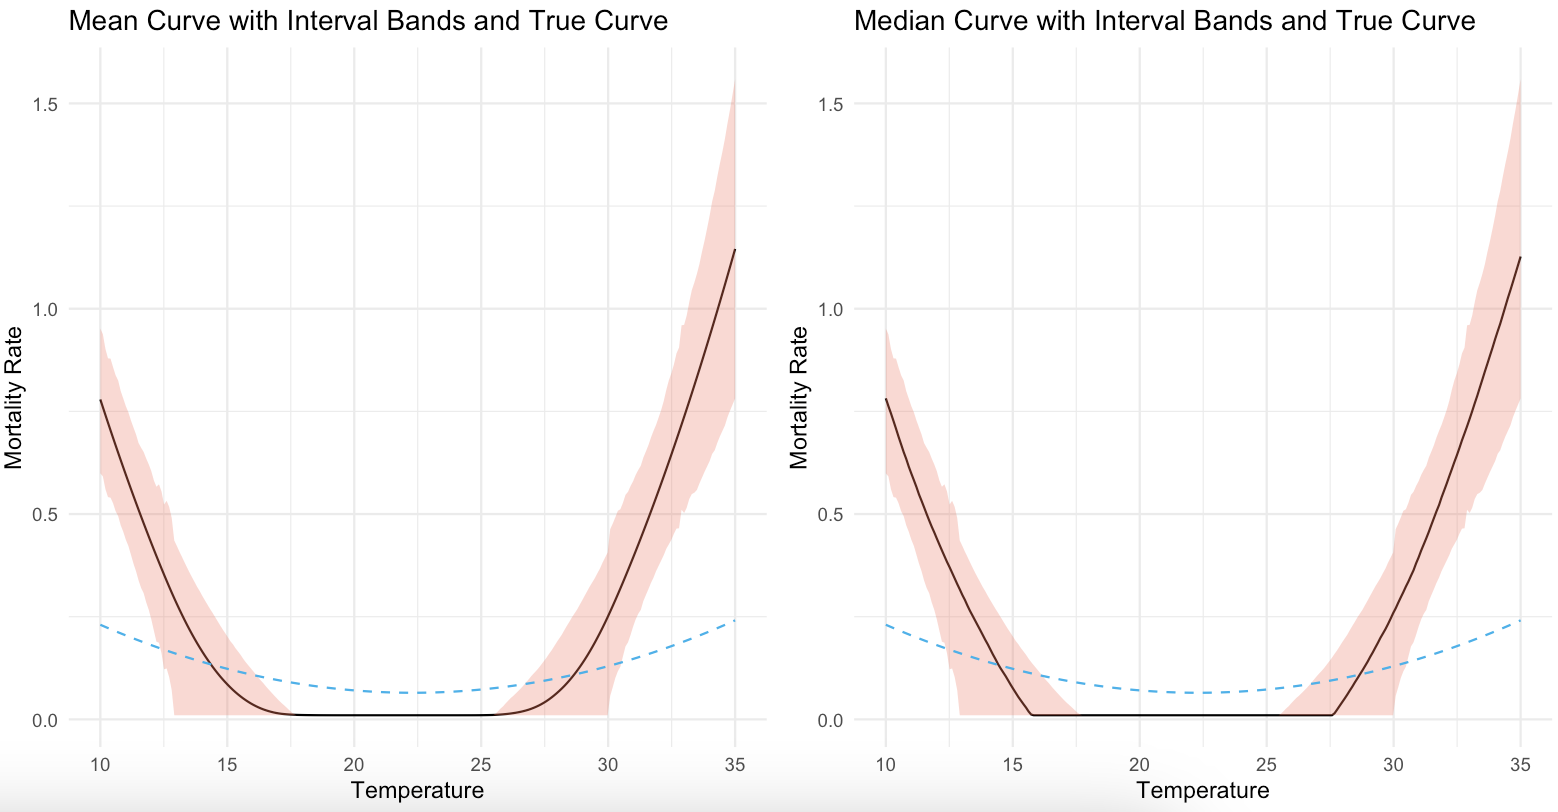 Mean Curve with Interval Bands and True Curve
Mortality Rate
1.5
1.0
0.5
0.0
10 15 20 25 30 35
Temperature
Median Curve with Interval Bands and True Curve
Mortality Rate
1.5
1.0
0.5
0.0
10 15 20 25 30 35
Temperature